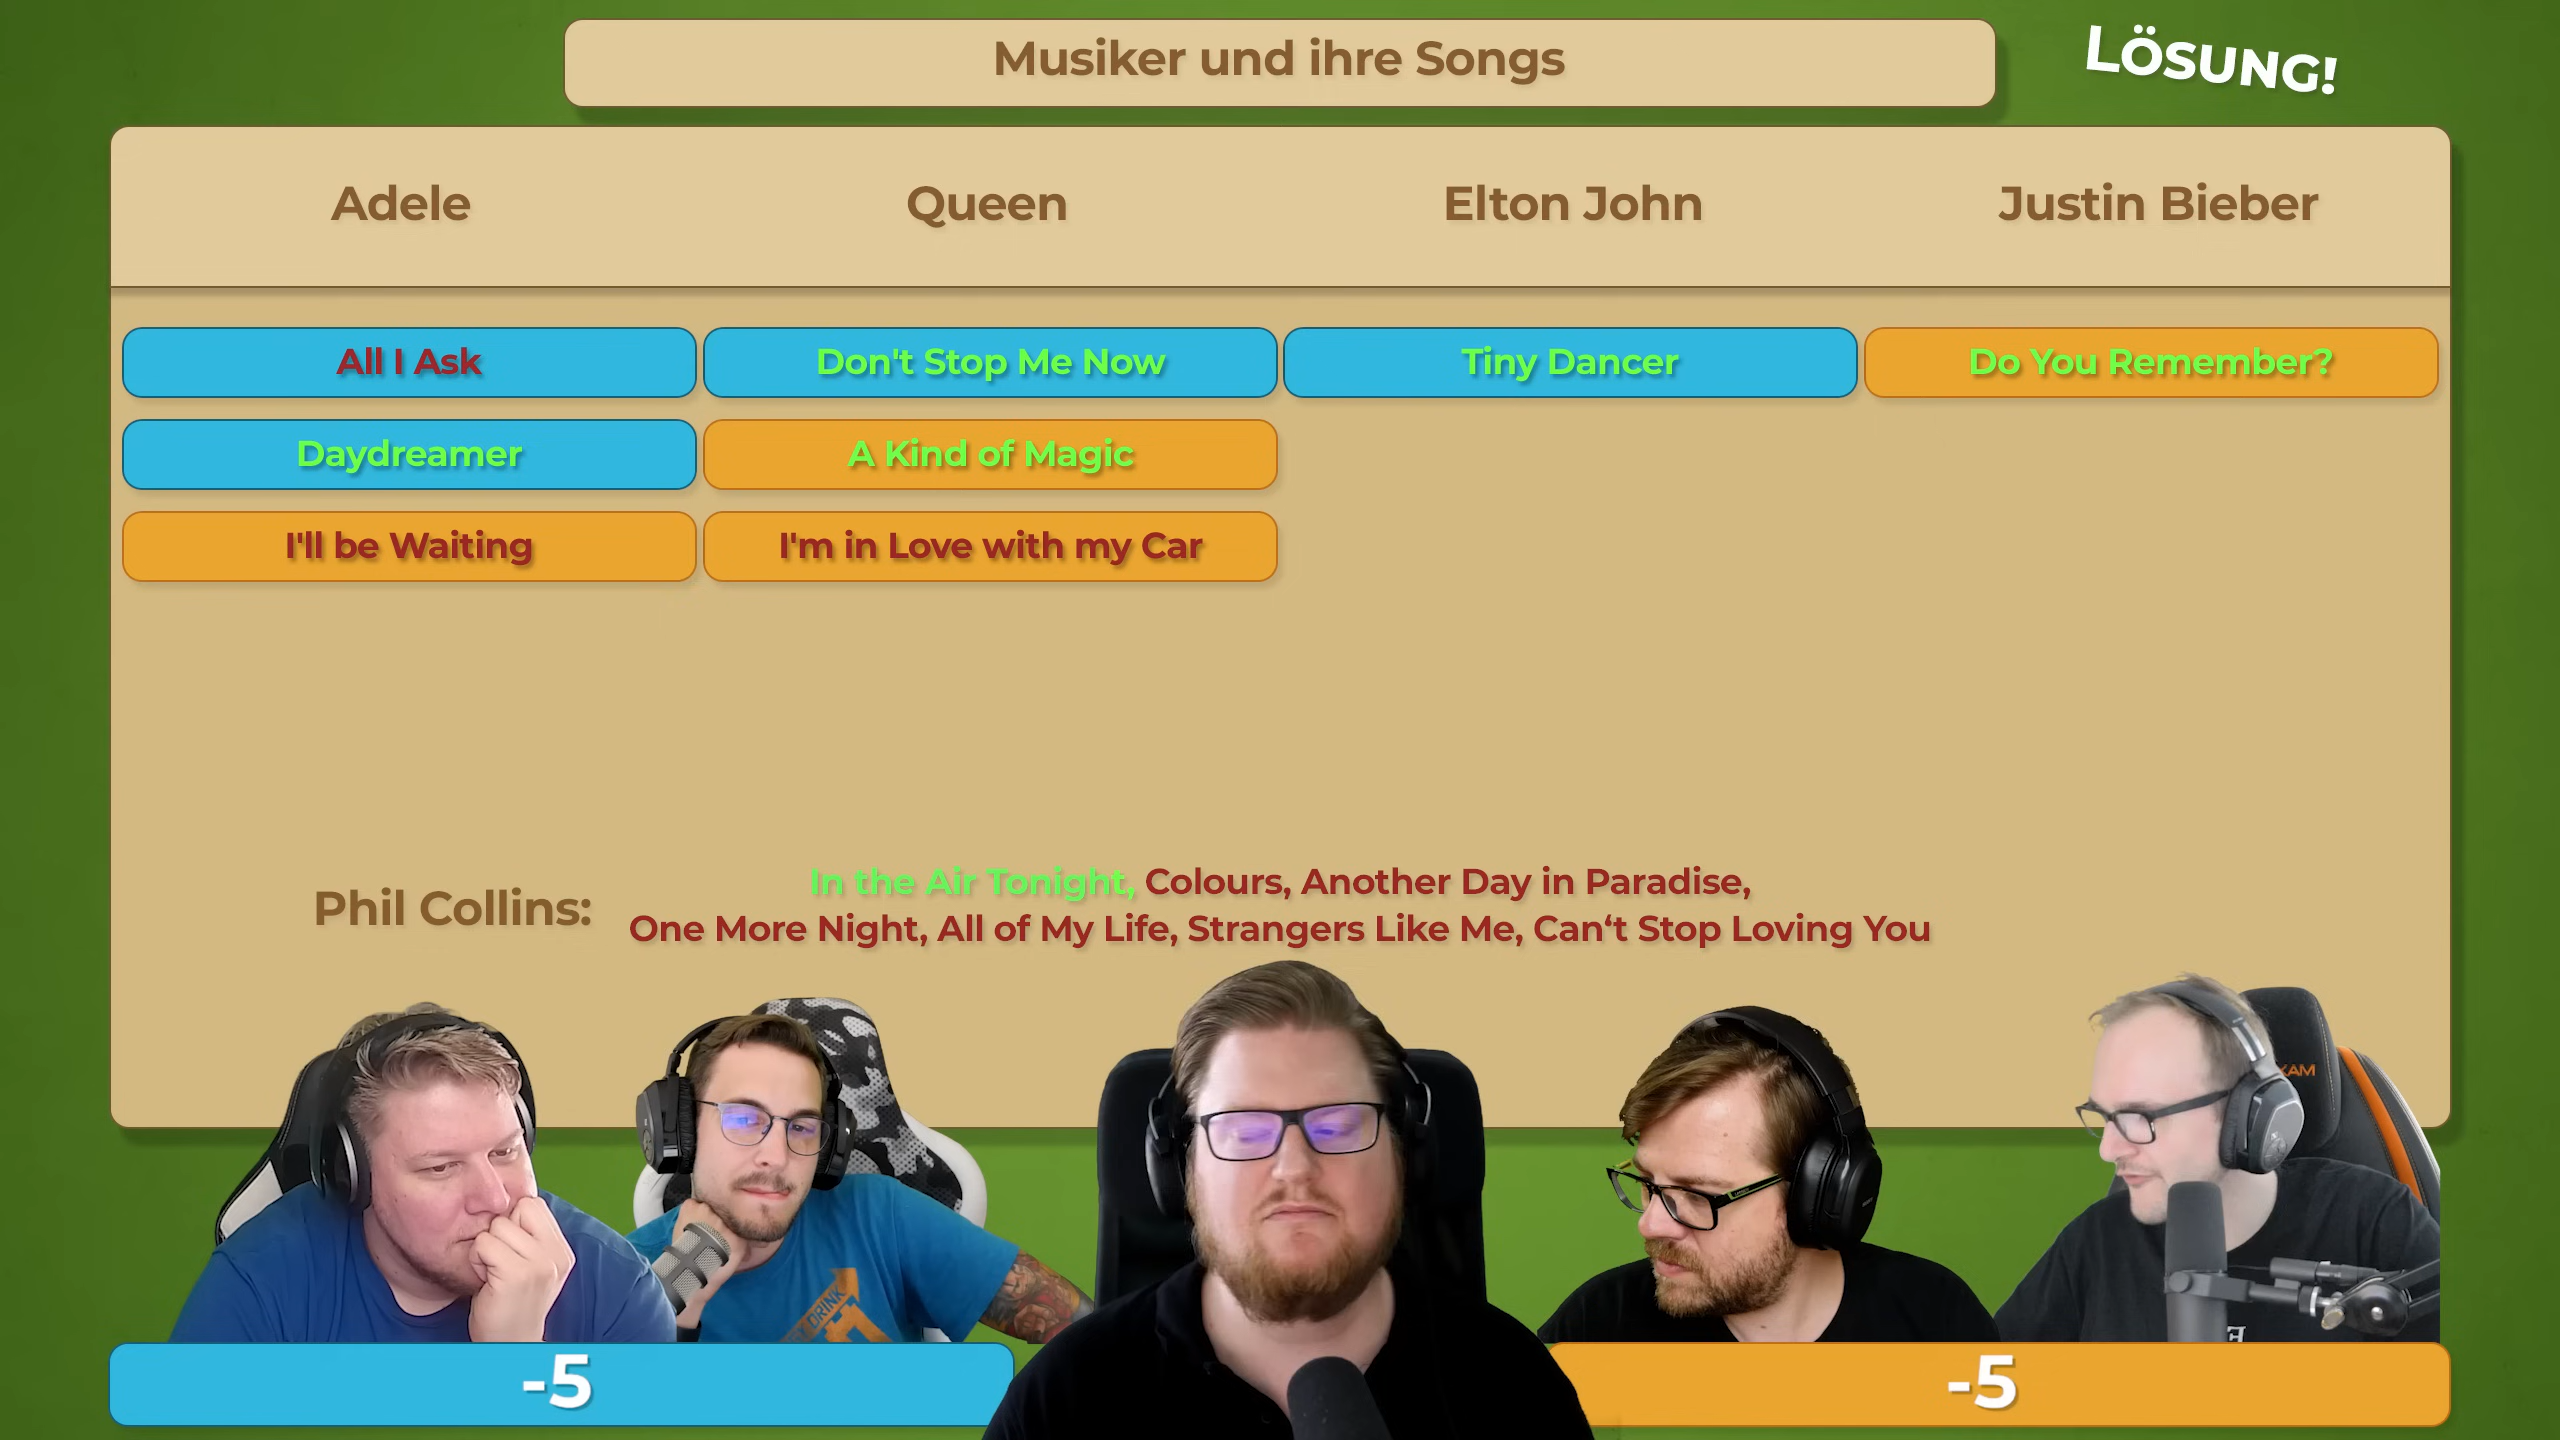 Musiker und ihre Songs
LÖSUNG!
Adele
Queen
Elton John
Justin Bieber
All I Ask
Don't Stop Me Now
Tiny Dancer
Do You Remember?
Daydreamer
A Kind of Magic
I'll be Waiting
I'm in Love with my Car
Phil Collins:
In the Air Tonight, Colours, Another Day in Paradise,
One More Night, All of My Life, Strangers Like Me, Can‘t Stop Loving You
DRINK
-5
-5